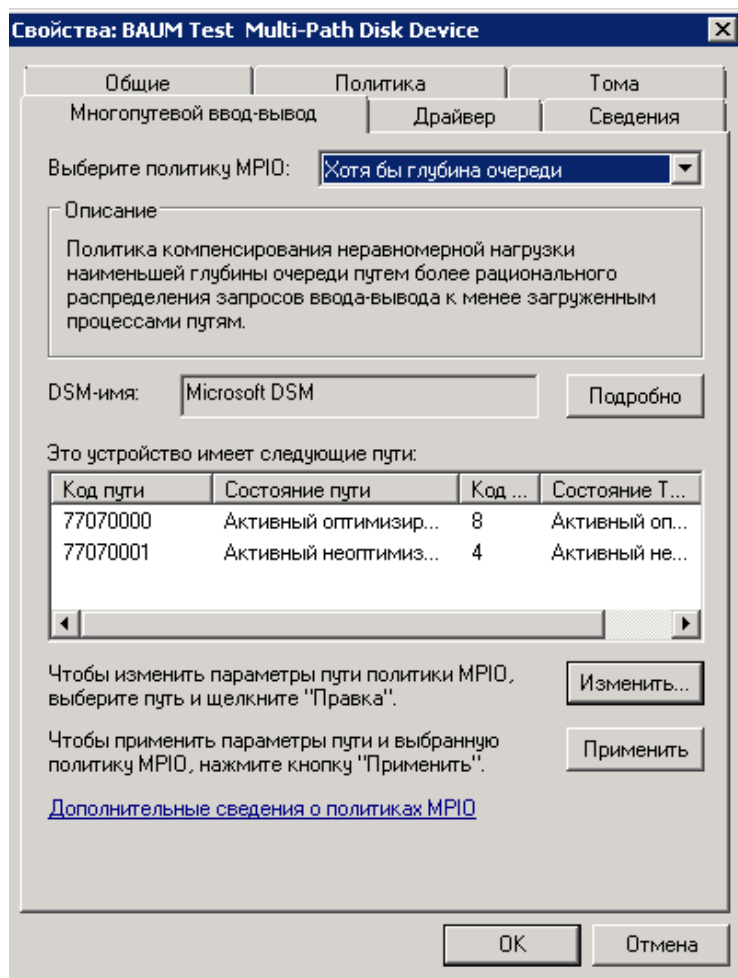 Свойства: BAUM Test Multi-Path Disk Device
Общие
Политика
Тома
Многопутевой ввод-вывод
Драйвер
Сведения
Выберите политику MPIO:
Хотя бы глубина очереди
Описание
Политика компенсирования неравномерной нагрузки
наименьшей глубины очереди путем более рационального
распределения запросов ввода-вывода к менее загруженным
процессами путям.
DSM-имя:
Microsoft DSM
Подробно
Это устройство имеет следующие пути:
Код пути Состояние пути Код ... Состояние Т...
77070000 Активный оптимизир... 8 Активный оп...
77070001 Активный неоптимиз... 4 Активный не...
Чтобы изменить параметры пути политики MPIO,
выберите путь и щелкните "Правка".
Изменить...
Чтобы применить параметры пути и выбранную
политику MPIO, нажмите кнопку "Применить".
Применить
Дополнительные сведения о политиках MPIO
OK
Отмена